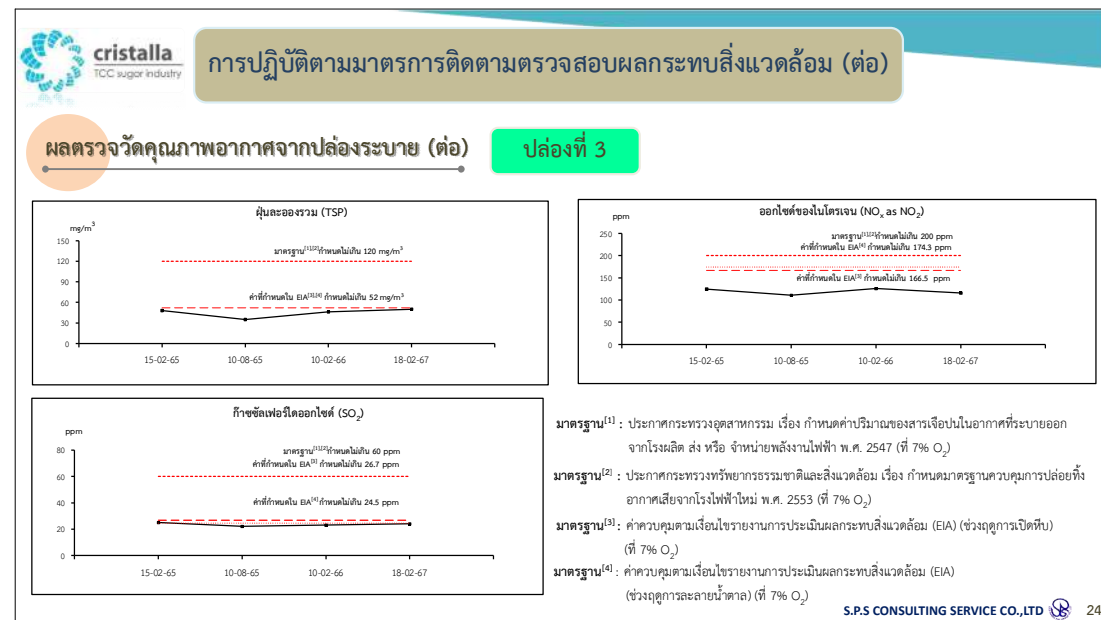 cristalla
TCC sugar industry
การปฏิบัติตามมาตรการติดตามตรวจสอบผลกระทบสิ่งแวดล้อม (ต่อ)
ผลตรวจวัดคุณภาพอากาศจากปล่องระบาย (ต่อ)
ปล่องที่ 3
ฝุ่นละอองรวม (TSP)
mg/m³
150
120
90
60
30
0
มาตรฐาน[1],[2]กำหนดไม่เกิน 120 mg/m³
ค่าที่กำหนดใน EIA[3],[4] กำหนดไม่เกิน 52 mg/m³
15-02-65 10-08-65 10-02-66 18-02-67
ออกไซด์ของไนโตรเจน (NOₓ as NO₂)
ppm
250
200
150
100
50
0
มาตรฐาน[1],[2]กำหนดไม่เกิน 200 ppm
ค่าที่กำหนดใน EIA[4] กำหนดไม่เกิน 174.3 ppm
ค่าที่กำหนดใน EIA[3] กำหนดไม่เกิน 166.5 ppm
15-02-65 10-08-65 10-02-66 18-02-67
ก๊าซซัลเฟอร์ไดออกไซด์ (SO₂)
ppm
80
60
40
20
0
มาตรฐาน[1],[2]กำหนดไม่เกิน 60 ppm
ค่าที่กำหนดใน EIA[3] กำหนดไม่เกิน 26.7 ppm
ค่าที่กำหนดใน EIA[4] กำหนดไม่เกิน 24.5 ppm
15-02-65 10-08-65 10-02-66 18-02-67
มาตรฐาน[1] : ประกาศกระทรวงอุตสาหกรรม เรื่อง กำหนดค่าปริมาณของสารเจือปนในอากาศที่ระบายออก
จากโรงผลิต ส่ง หรือ จำหน่ายพลังงานไฟฟ้า พ.ศ. 2547 (ที่ 7% O₂)
มาตรฐาน[2] : ประกาศกระทรวงทรัพยากรธรรมชาติและสิ่งแวดล้อม เรื่อง กำหนดมาตรฐานควบคุมการปล่อยทิ้ง
อากาศเสียจากโรงไฟฟ้าใหม่ พ.ศ. 2553 (ที่ 7% O₂)
มาตรฐาน[3] : ค่าควบคุมตามเงื่อนไขรายงานการประเมินผลกระทบสิ่งแวดล้อม (EIA) (ช่วงฤดูการเปิดหีบ)
(ที่ 7% O₂)
มาตรฐาน[4] : ค่าควบคุมตามเงื่อนไขรายงานการประเมินผลกระทบสิ่งแวดล้อม (EIA)
(ช่วงฤดูการละลายน้ำตาล) (ที่ 7% O₂)
S.P.S CONSULTING SERVICE CO.,LTD 24